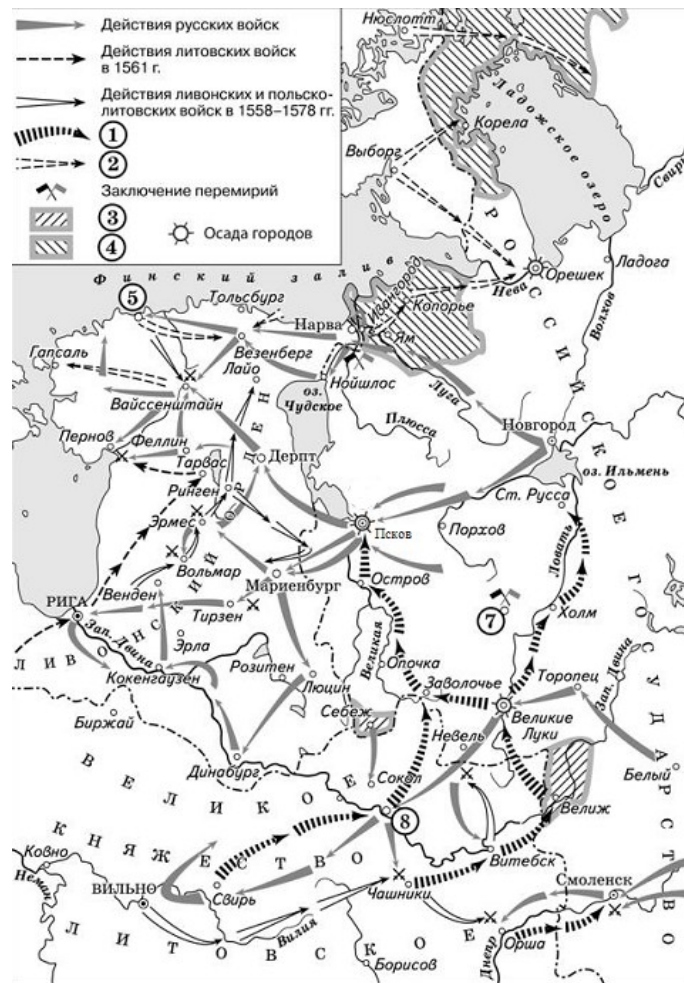 Действия русских войск
Действия литовских войск
в 1561 г.
Действия ливонских и польско-
литовских войск в 1558–1578 гг.
1
2
Заключение перемирий
3
4
Осада городов
Нюслотт
Корела
Выборг
Ладожское озеро
Свирь
РОССИЙСКОЕ ГОСУДАРСТВО
Орешек
Ладога
Нева
Волхов
Финский залив
5
Тольсбург
Нарва
Ивангород
Копорье
Ям
Гапсаль
Везенберг
Лайо
Нойшлос
оз.
Чудское
Луга
Плюсса
Новгород
оз. Ильмень
Вайссенштайн
Пернов
Феллин
Тарвас
Дерпт
Ринген
Эрмес
Псков
Порхов
Ст. Русса
Ловать
Вольмар
Мариенбург
Остров
Венден
РИГА
Тирзен
Зап. Двина
Эрла
7
Холм
Великая
ЛИВОНСКИЙ ОРДЕН
Кокенгаузен
Розитен
Люцин
Опочка
Заволочье
Торопец
Зап. Двина
Великие
Луки
Биржай
Себеж
Невель
Динабург
Сокол
Белый
Велиж
8
ВЕЛИКОЕ
КНЯЖЕСТВО
ЛИТОВСКОЕ
Ковно
Неман
ВИЛЬНО
Свирь
Чашники
Витебск
Смоленск
Вилия
Борисов
Днепр
Орша